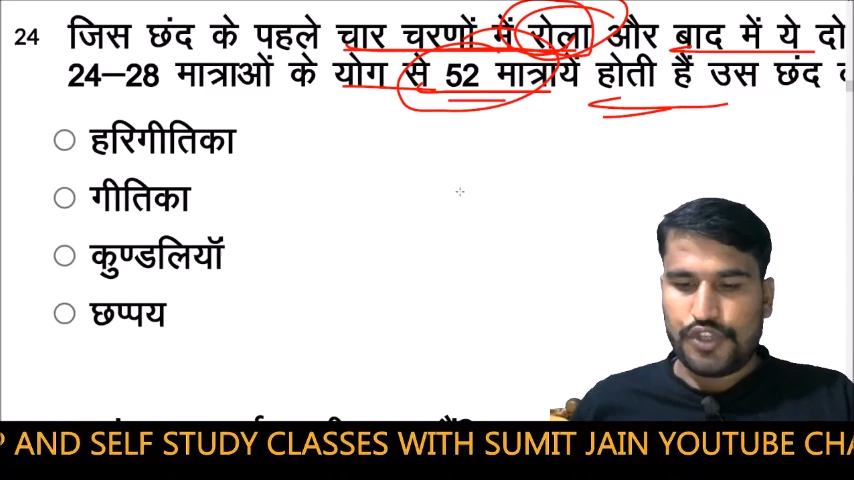 24 जिस छंद के पहले चार चरणों में रोला और बाद में ये दो
24–28 मात्राओं के योग से 52 मात्रायें होती हैं उस छंद
हरिगीतिका
गीतिका
कुण्डलियॉ
छप्पय
AND SELF STUDY CLASSES WITH SUMIT JAIN YOUTUBE